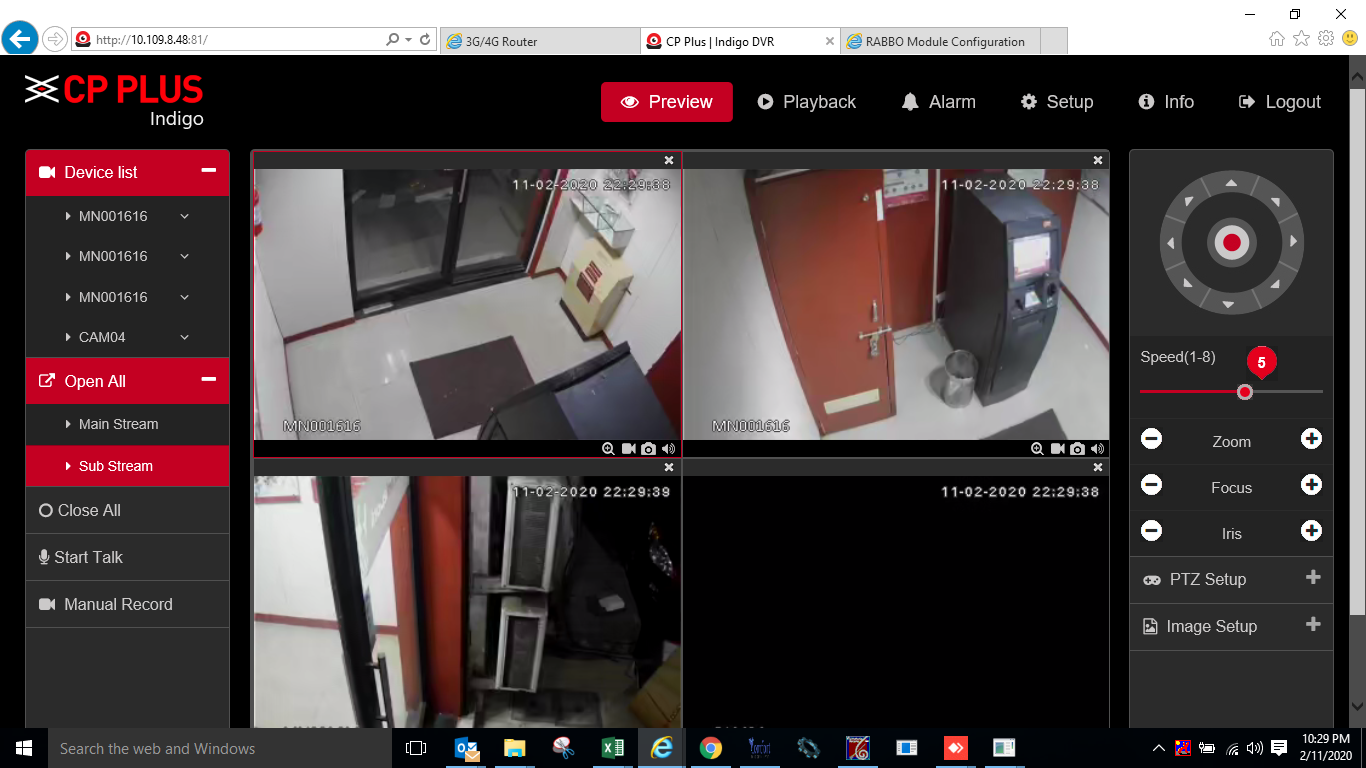 http://10.109.8.48:81/
3G/4G Router
CP Plus | Indigo DVR
RABBO Module Configuration
CP PLUS
Indigo
Preview
Playback
Alarm
Setup
Info
Logout
Device list
MN001616
MN001616
MN001616
CAM04
Open All
Main Stream
Sub Stream
Close All
Start Talk
Manual Record
11-02-2020 22:29:38
MN001616
11-02-2020 22:29:38
MN001616
11-02-2020 22:29:39
11-02-2020 22:29:38
Speed(1-8)
5
Zoom
Focus
Iris
PTZ Setup
Image Setup
Search the web and Windows
10:29 PM
2/11/2020